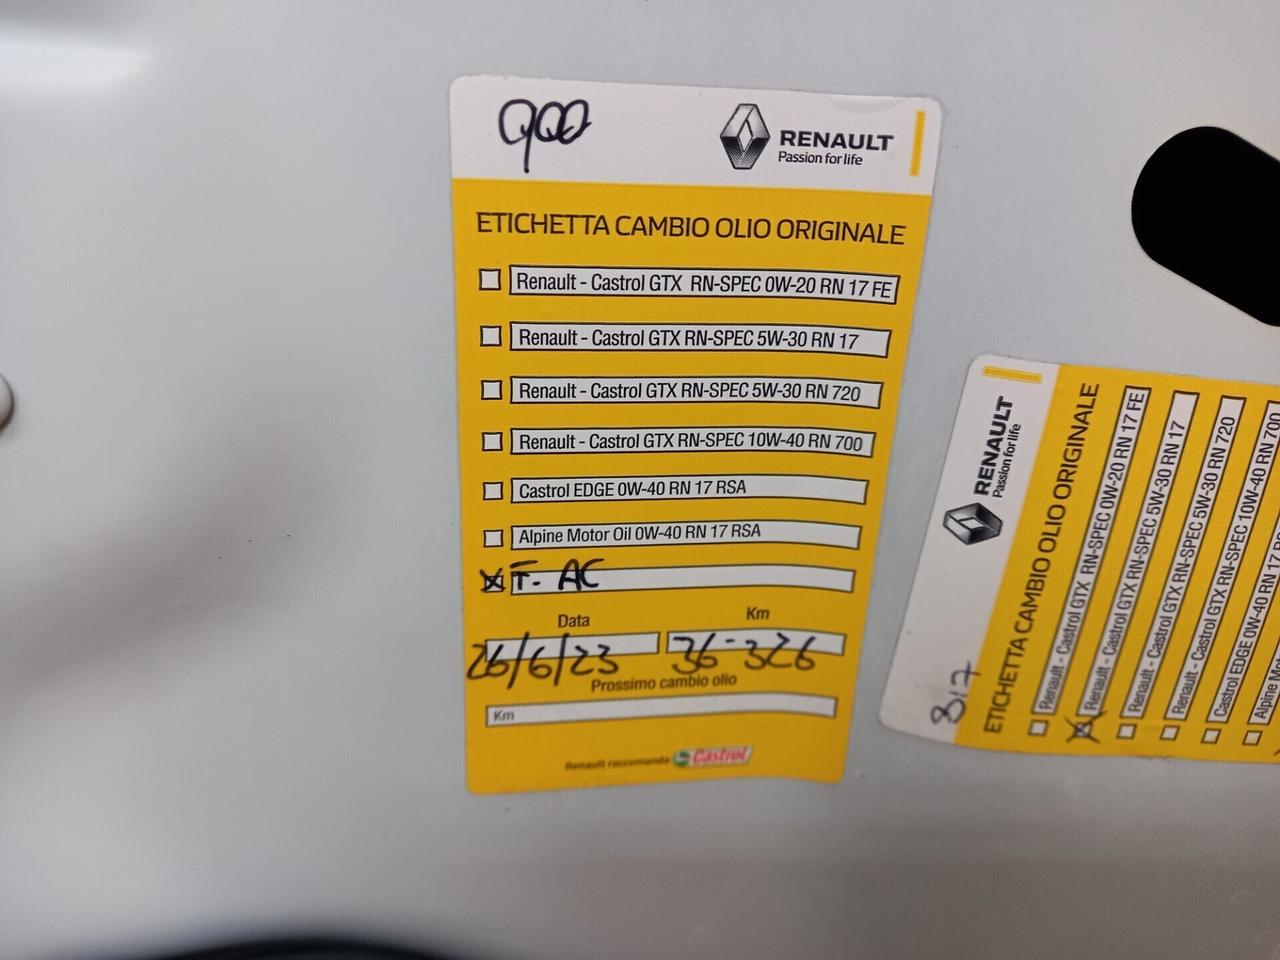 900
RENAULT
Passion for life
ETICHETTA CAMBIO OLIO ORIGINALE
Renault - Castrol GTX RN-SPEC 0W-20 RN 17 FE
Renault - Castrol GTX RN-SPEC 5W-30 RN 17
Renault - Castrol GTX RN-SPEC 5W-30 RN 720
Renault - Castrol GTX RN-SPEC 10W-40 RN 700
Castrol EDGE 0W-40 RN 17 RSA
Alpine Motor Oil 0W-40 RN 17 RSA
X F. AC
Data Km
26/6/23 36-326
Prossimo cambio olio
Km
Renault raccomanda Castrol
817
RENAULT
Passion for life
ETICHETTA CAMBIO OLIO ORIGINALE
Renault - Castrol GTX RN-SPEC 0W-20 RN 17 FE
X Renault - Castrol GTX RN-SPEC 5W-30 RN 17
Renault - Castrol GTX RN-SPEC 5W-30 RN 720
Renault - Castrol GTX RN-SPEC 10W-40 RN 700
Castrol EDGE 0W-40 RN 17
Alpine